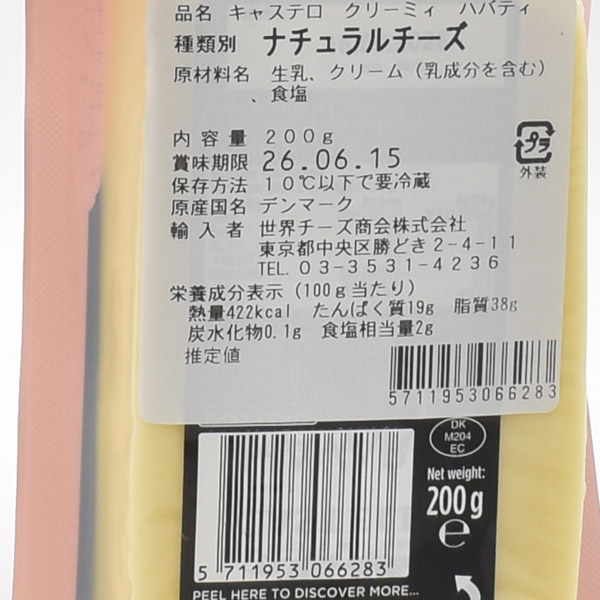 品名 キャステロ クリーミィ ハバティ
種類別 ナチュラルチーズ
原材料名 生乳、クリーム（乳成分を含む）
、食塩
内容量 200g
賞味期限 26.06.15
保存方法 10℃以下で要冷蔵
原産国名 デンマーク
輸入者 世界チーズ商会株式会社
東京都中央区勝どき2-4-11
TEL. 03-3531-4236
プラ
外装
栄養成分表示（100g当たり）
熱量422kcal たんぱく質19g 脂質38g
炭水化物0.1g 食塩相当量2g
推定値
5711953066283
DK
M204
EC
Net weight:
200 g
e
5 711953 066283
PEEL HERE TO DISCOVER MORE...